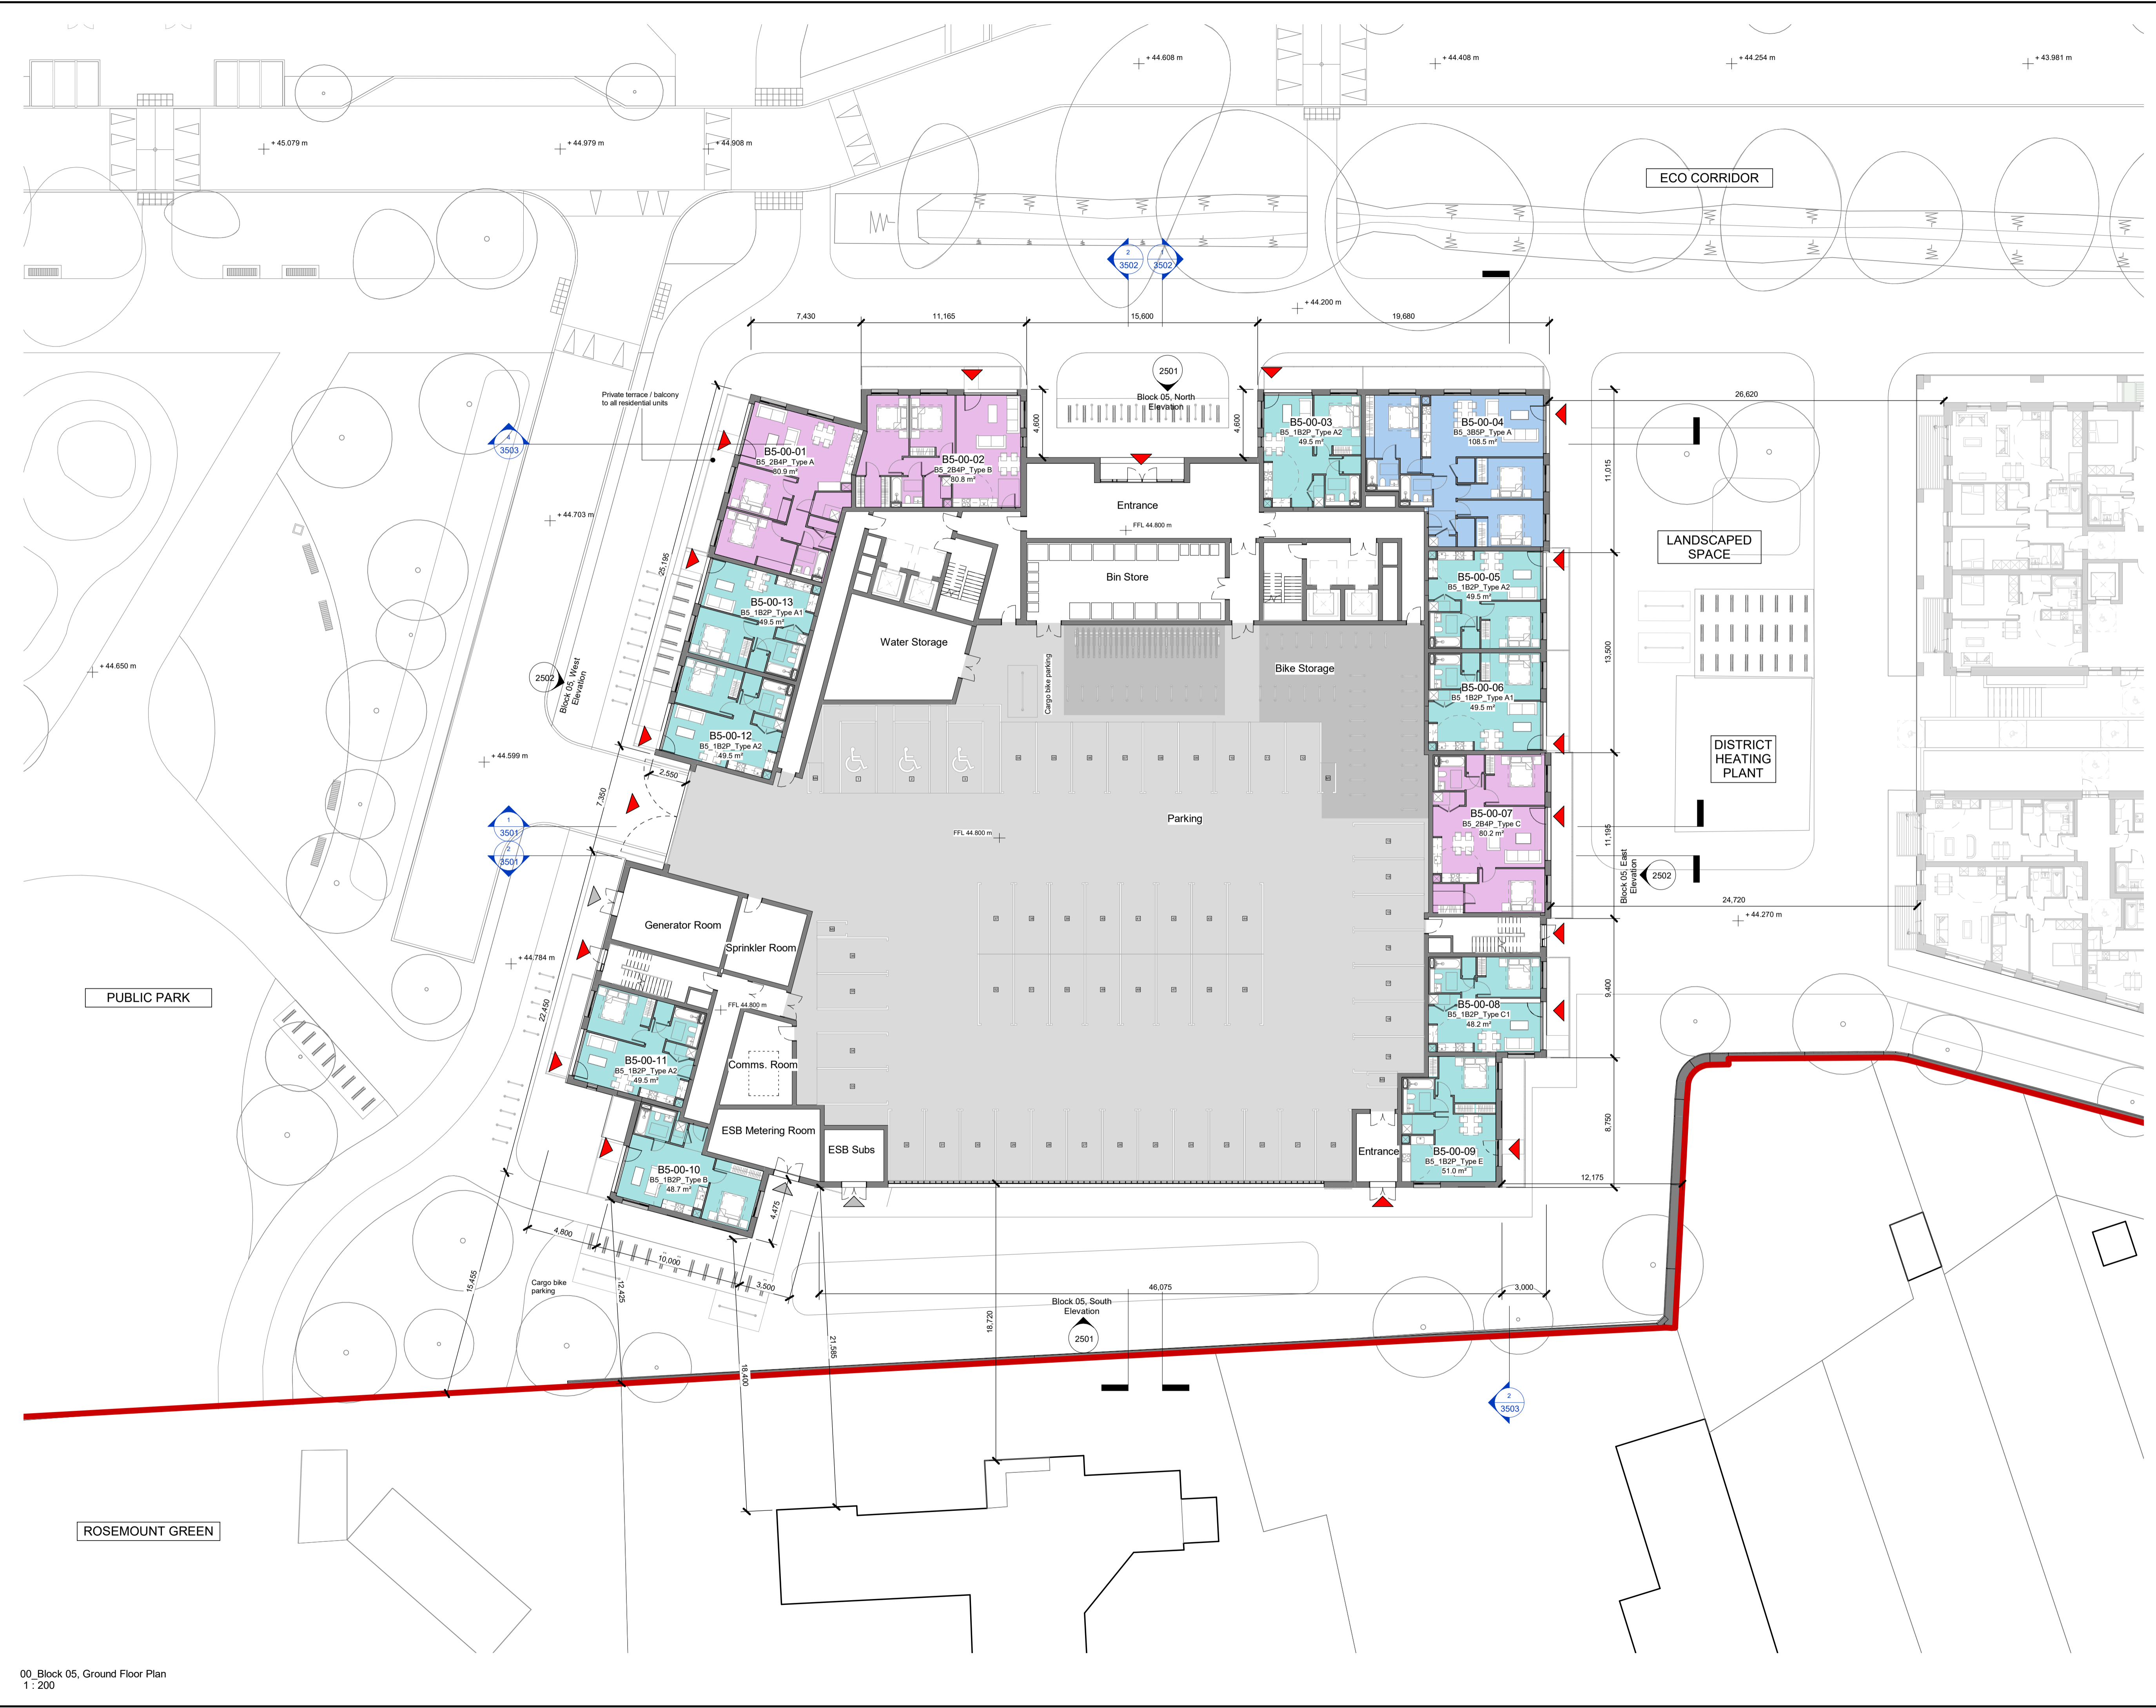 + 44.608 m
+ 44.408 m
+ 44.254 m
+ 43.981 m
+ 45.079 m
+ 44.979 m
+ 44.908 m
ECO CORRIDOR
2
3502
1
3502
+ 44.200 m
7,430
11,165
15,600
19,680
2501
Block 05, North
Elevation
Private terrace / balcony
to all residential units
4,600
4,600
26,620
4
3503
B5-00-01
B5_2B4P_Type A
80.9 m²
B5-00-02
B5_2B4P_Type B
80.8 m²
B5-00-03
B5_1B2P_Type A2
49.5 m²
B5-00-04
B5_3B5P_Type A
108.5 m²
11,015
+ 44.703 m
Entrance
FFL 44.800 m
LANDSCAPED
SPACE
25,195
Bin Store
B5-00-05
B5_1B2P_Type A2
49.5 m²
B5-00-13
B5_1B2P_Type A1
49.5 m²
Water Storage
13,500
+ 44.650 m
2502
Block 05, West
Elevation
Cargo bike parking
Bike Storage
B5-00-06
B5_1B2P_Type A1
49.5 m²
B5-00-12
B5_1B2P_Type A2
49.5 m²
+ 44.599 m
2,550
7,350
DISTRICT
HEATING
PLANT
1
3501
2
3501
FFL 44.800 m
Parking
B5-00-07
B5_2B4P_Type C
80.2 m²
11,195
Block 05, East
Elevation
2502
24,720
+ 44.270 m
Generator Room
Sprinkler Room
+ 44.784 m
PUBLIC PARK
22,450
FFL 44.800 m
B5-00-08
B5_1B2P_Type C1
48.2 m²
9,400
B5-00-11
B5_1B2P_Type A2
49.5 m²
Comms. Room
ESB Metering Room
ESB Subs
Entrance
B5-00-09
B5_1B2P_Type E
51.0 m²
8,750
12,175
B5-00-10
B5_1B2P_Type B
48.7 m²
4,475
4,800
10,000
3,500
Cargo bike
parking
15,455
12,425
46,075
3,000
Block 05, South
Elevation
2501
18,720
21,585
18,400
2
3503
ROSEMOUNT GREEN
00_Block 05, Ground Floor Plan
1 : 200